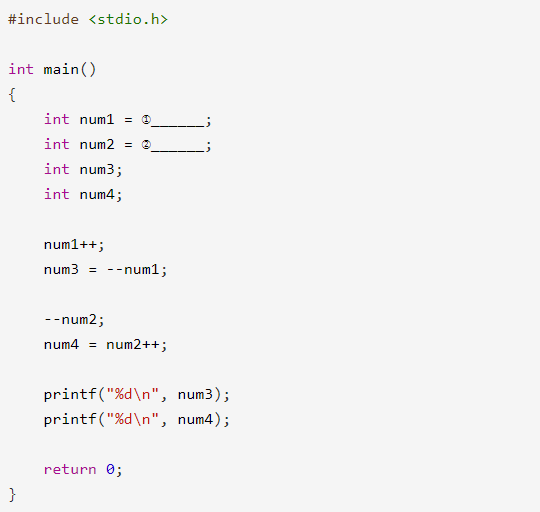 #include <stdio.h>
int main()
{
    int num1 = ①______;
    int num2 = ②______;
    int num3;
    int num4;
    num1++;
    num3 = --num1;
    --num2;
    num4 = num2++;
    printf("%d\n", num3);
    printf("%d\n", num4);
    return 0;
}